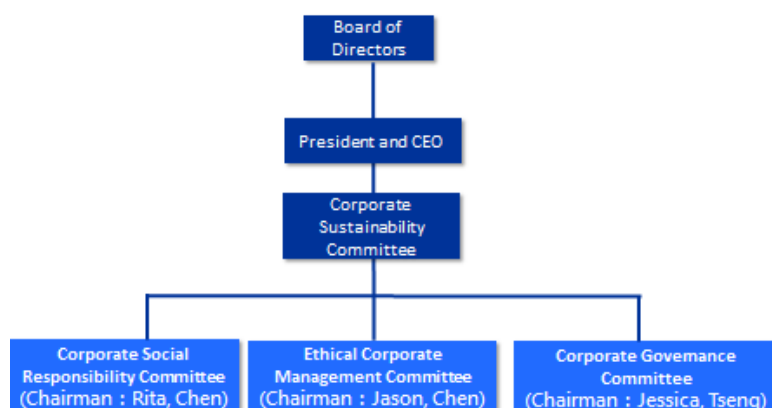 Board of
Directors
President and CEO
Corporate
Sustainability
Committee
Corporate Social
Responsibility Committee
(Chairman：Rita, Chen)
Ethical Corporate
Management Committee
(Chairman：Jason, Chen)
Corporate Governance
Committee
(Chairman：Jessica, Tseng)